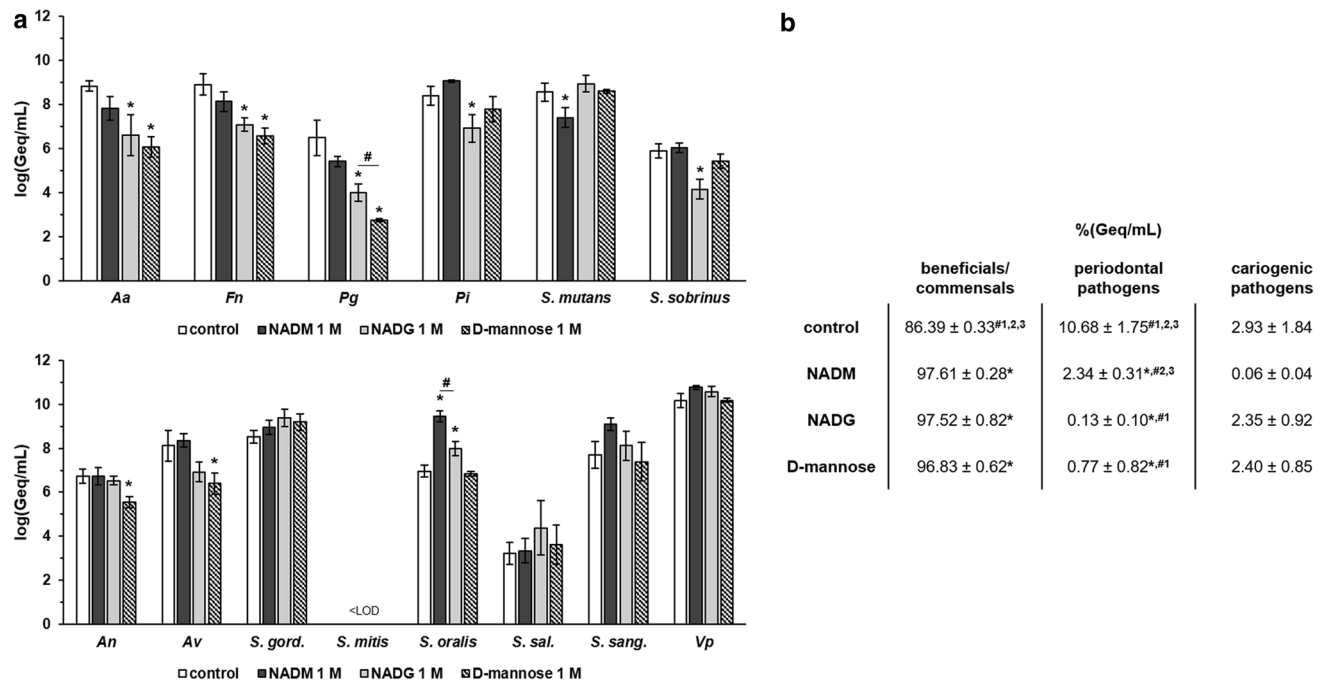 a
12
10
8
6
4
2
0
log(Geq/mL)
* * * * # * * * * *
Aa Fn Pg Pi S. mutans S. sobrinus
control NADM 1 M NADG 1 M D-mannose 1 M
12
10
8
6
4
2
0
log(Geq/mL)
* * # * *
<LOD
An Av S. gord. S. mitis S. oralis S. sal. S. sang. Vp
control NADM 1 M NADG 1 M D-mannose 1 M
b
%(Geq/mL)
beneficials/ periodontal cariogenic
commensals pathogens pathogens
control 86.39 ± 0.33#1,2,3 10.68 ± 1.75#1,2,3 2.93 ± 1.84
NADM 97.61 ± 0.28* 2.34 ± 0.31*,#2,3 0.06 ± 0.04
NADG 97.52 ± 0.82* 0.13 ± 0.10*,#1 2.35 ± 0.92
D-mannose 96.83 ± 0.62* 0.77 ± 0.82*,#1 2.40 ± 0.85